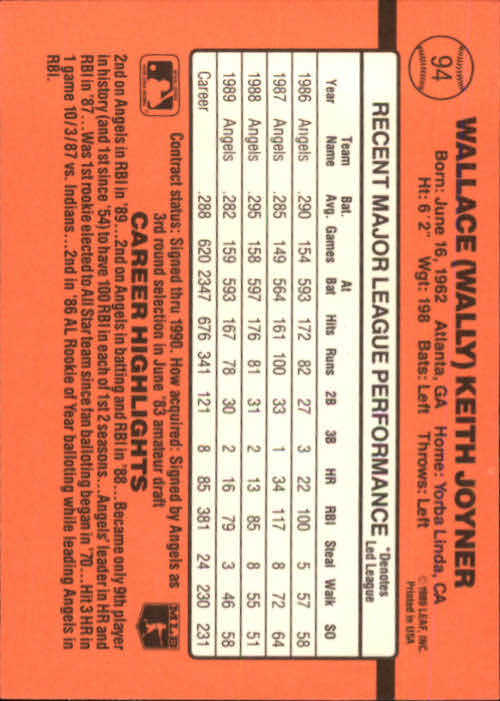 94
WALLACE (WALLY) KEITH JOYNER
Born: June 16, 1962 Atlanta, GA Home: Yorba Linda, CA
Ht: 6'2" Wgt: 198 Bats: Left Throws: Left
© 1989 LEAF, INC.
Printed in USA
RECENT MAJOR LEAGUE PERFORMANCE
*Denotes
Led League
Year Team Name Bat. Avg. Games At Bat Hits Runs 2B 3B HR RBI Steal Walk SO
1986 Angels .290 154 593 172 82 27 3 22 100 5 57 58
1987 Angels .285 149 564 161 100 33 1 34 117 8 72 64
1988 Angels .295 158 597 176 81 31 2 13 85 8 55 51
1989 Angels .282 159 593 167 78 30 2 16 79 3 46 58
Career .288 620 2347 676 341 121 8 85 381 24 230 231
Contract status: Signed thru 1990. How acquired: Signed by Angels as
3rd round selection in June '83 amateur draft
MLB
CAREER HIGHLIGHTS
2nd on Angels in RBI in '89...2nd on Angels in batting and RBI in '88...Became only 9th player
in history (and 1st since '54) to have 100 RBI in each of 1st 2 seasons...Angels' leader in HR and
RBI in '87...Was 1st rookie elected to All Star team since fan balloting began in '70...Hit 3 HR in
1 game 10/3/87 vs. Indians...2nd in '86 AL Rookie of Year balloting while leading Angels in
RBI.